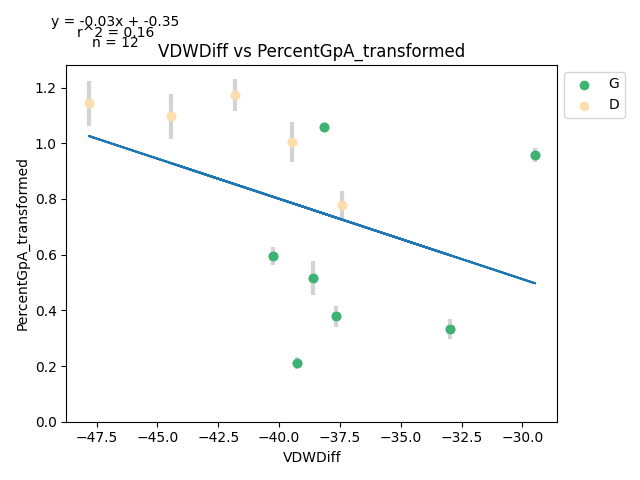 y = -0.03x + -0.35
r^2 = 0.16
n = 12
VDWDiff vs PercentGpA_transformed
G
D
PercentGpA_transformed
1.2
1.0
0.8
0.6
0.4
0.2
0.0
−47.5 −45.0 −42.5 −40.0 −37.5 −35.0 −32.5 −30.0
VDWDiff